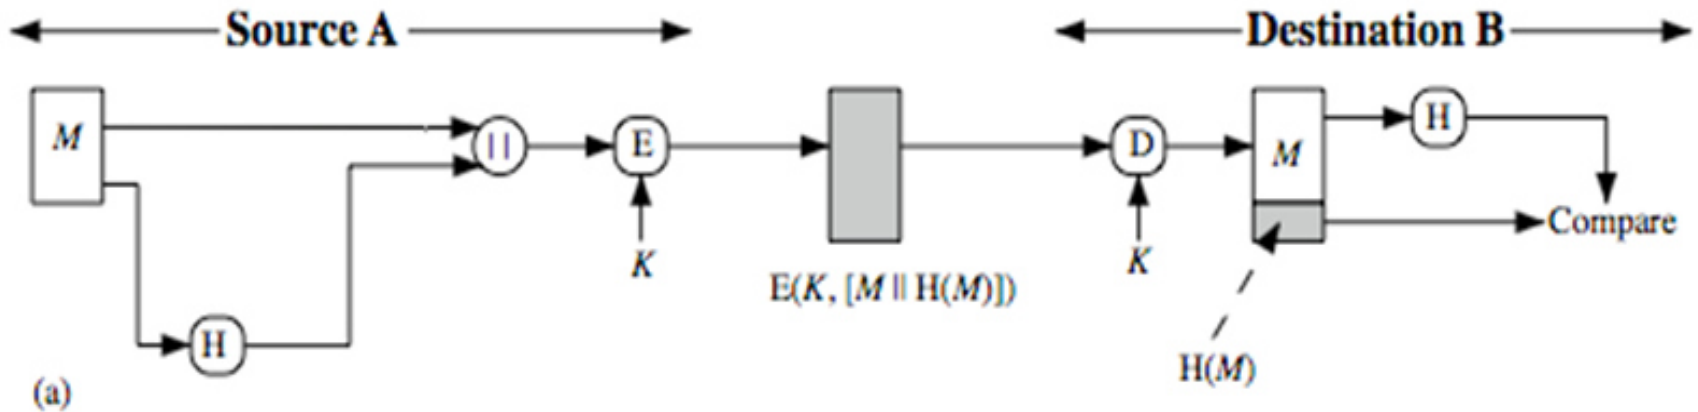 Source A
Destination B
M
||
E
D
M
H
K
K
Compare
E(K, [M || H(M)])
H
H(M)
(a)